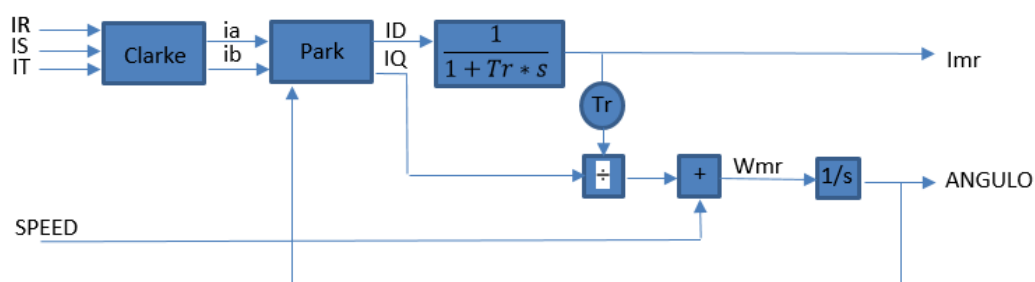 IR
IS
IT
Clarke
ia
ib
Park
ID
IQ
1
1 + Tr * s
Imr
Tr
÷
+
Wmr
1/s
ANGULO
SPEED